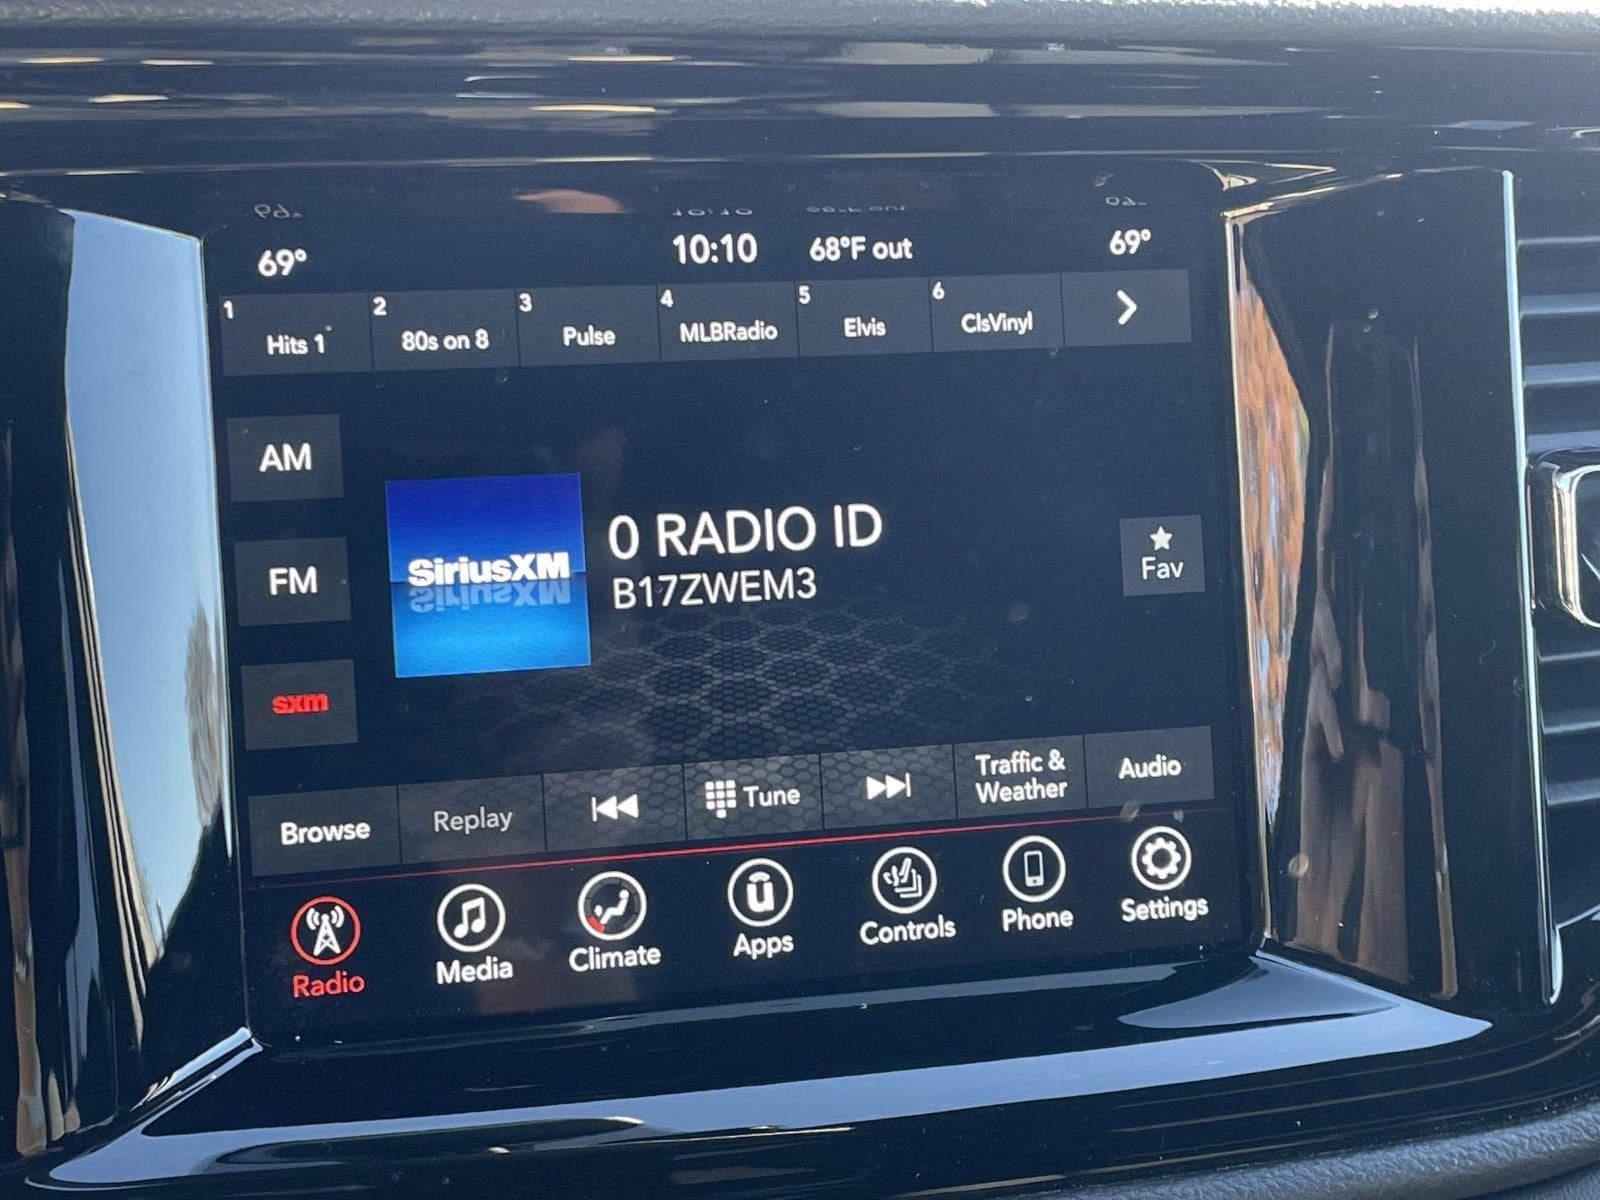 69° 10:10 68°F out 69°
1 Hits 1 2 80s on 8 3 Pulse 4 MLBRadio 5 Elvis 6 ClsVinyl
AM
FM
sxm
SiriusXM
0 RADIO ID
B17ZWEM3
Fav
Browse Replay Tune Traffic & Weather Audio
Radio Media Climate Apps Controls Phone Settings